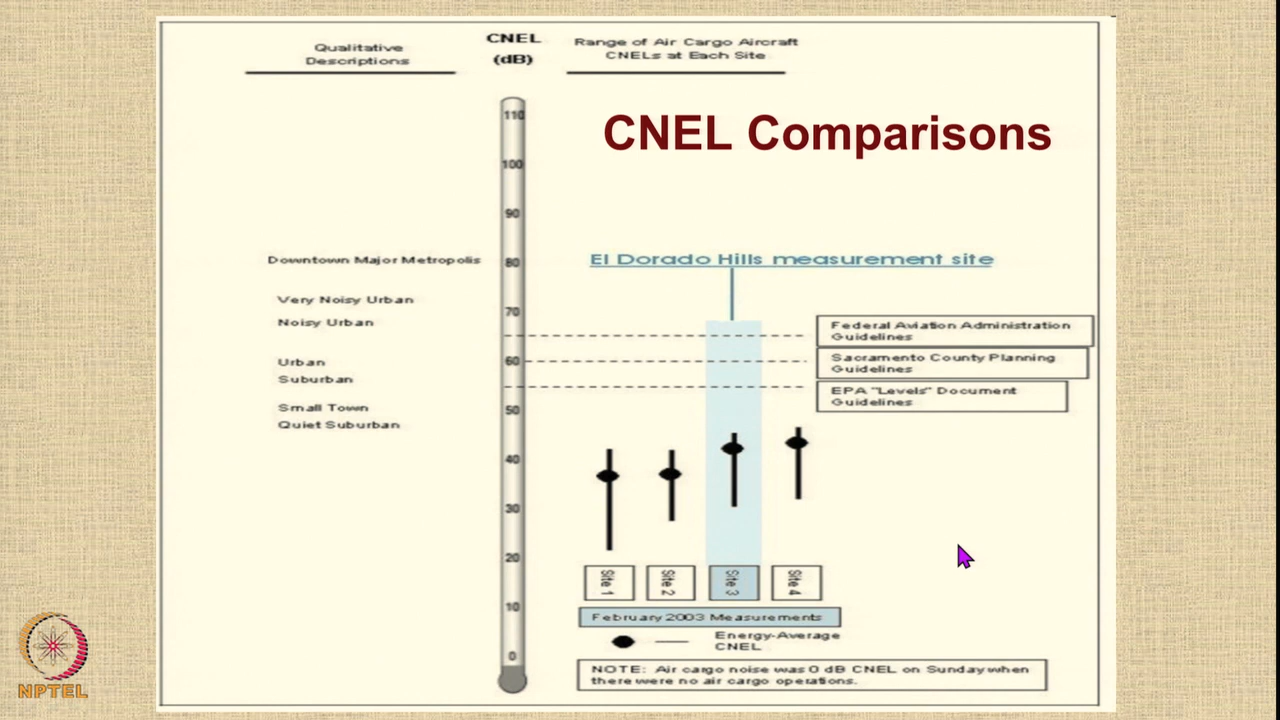 Qualitative
Descriptions
CNEL
(dB)
Range of Air Cargo Aircraft
CNELs at Each Site
CNEL Comparisons
110
100
90
80
70
60
50
40
30
20
10
0
Downtown Major Metropolis
Very Noisy Urban
Noisy Urban
Urban
Suburban
Small Town
Quiet Suburban
El Dorado Hills measurement site
Federal Aviation Administration
Guidelines
Sacramento County Planning
Guidelines
EPA "Levels" Document
Guidelines
Site 1
Site 2
Site 3
Site 4
February 2003 Measurements
Energy-Average
CNEL
NOTE: Air cargo noise was 0 dB CNEL on Sunday when
there were no air cargo operations.
NPTEL